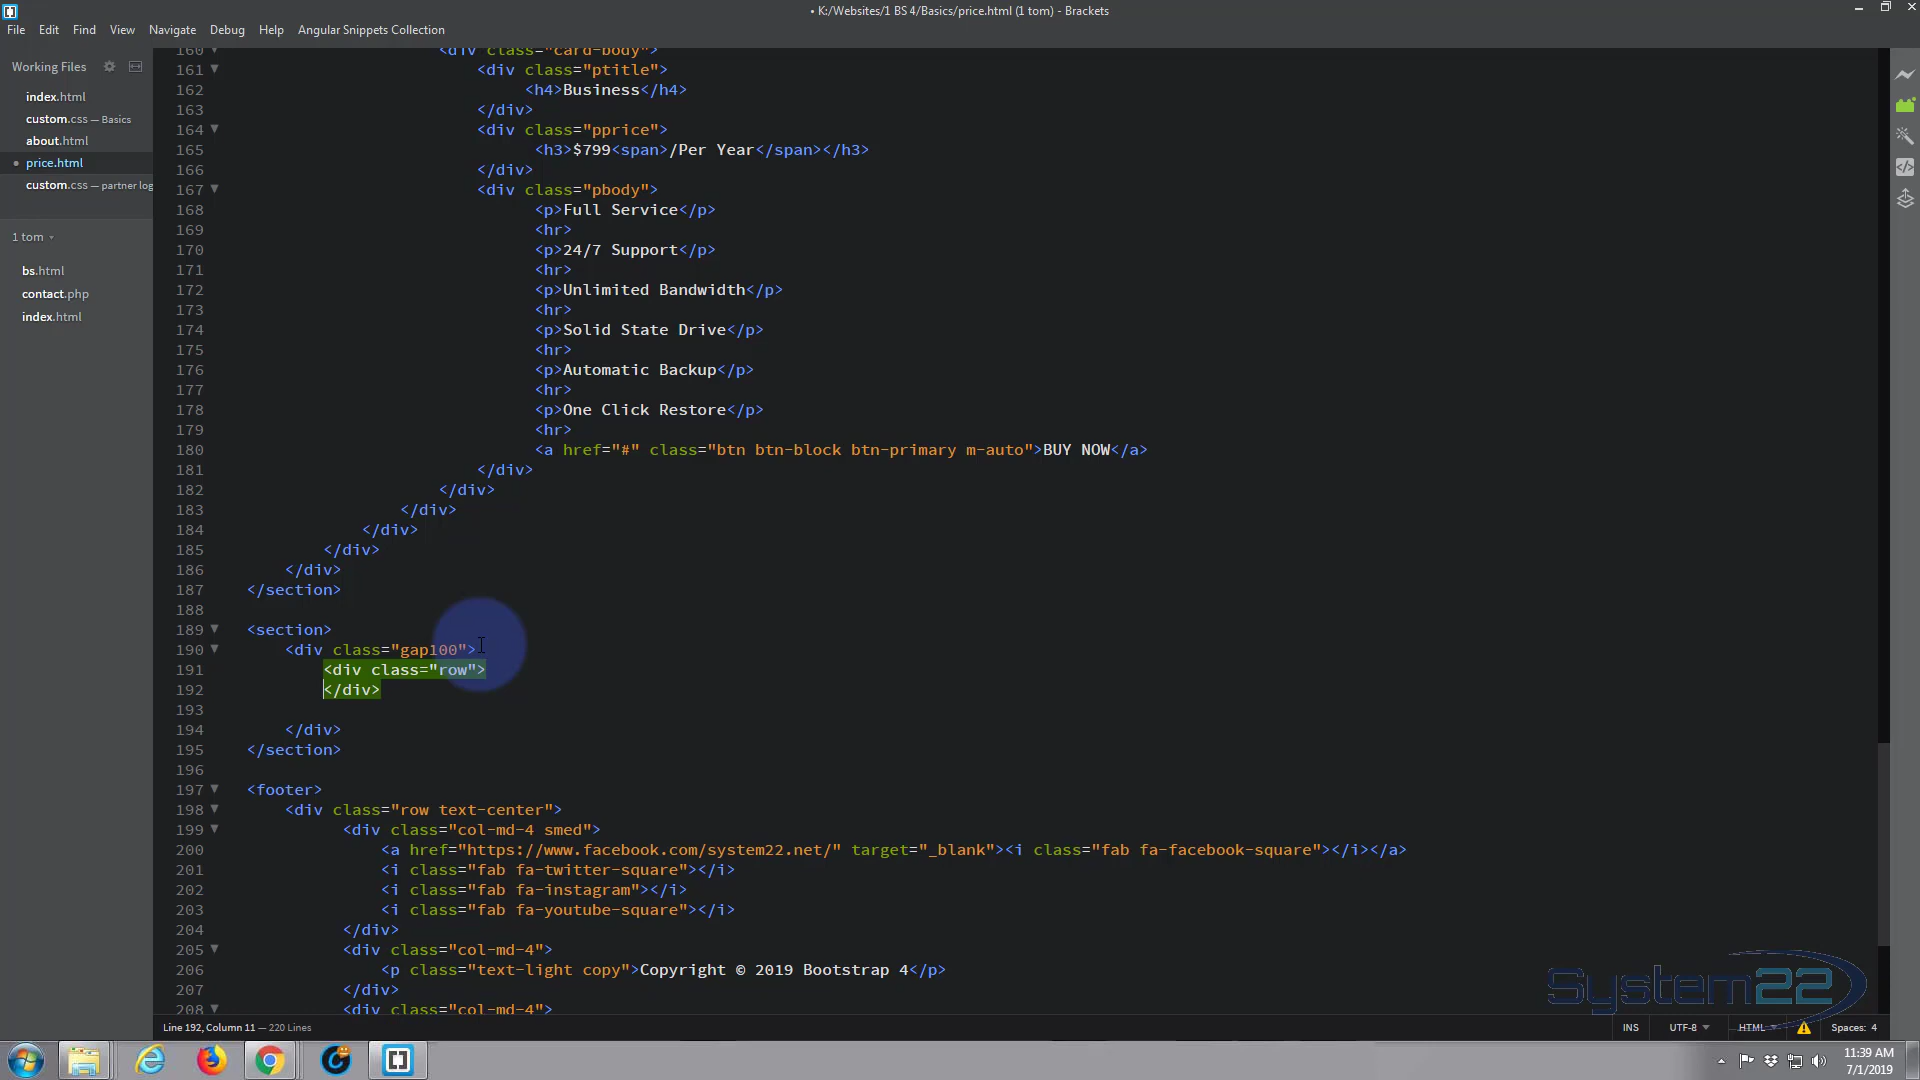 • K:/Websites/1 BS 4/Basics/price.html (1 tom) - Brackets
File Edit Find View Navigate Debug Help Angular Snippets Collection
Working Files
index.html
custom.css — Basics
about.html
• price.html
custom.css — partner log
1 tom
bs.html
contact.php
index.html
160 <div class="card-body">
161 <div class="ptitle">
162 <h4>Business</h4>
163 </div>
164 <div class="pprice">
165 <h3>$799<span>/Per Year</span></h3>
166 </div>
167 <div class="pbody">
168 <p>Full Service</p>
169 <hr>
170 <p>24/7 Support</p>
171 <hr>
172 <p>Unlimited Bandwidth</p>
173 <hr>
174 <p>Solid State Drive</p>
175 <hr>
176 <p>Automatic Backup</p>
177 <hr>
178 <p>One Click Restore</p>
179 <hr>
180 <a href="#" class="btn btn-block btn-primary m-auto">BUY NOW</a>
181 </div>
182 </div>
183 </div>
184 </div>
185 </div>
186 </div>
187 </section>
188
189 <section>
190 <div class="gap100">
191 <div class="row">
192 </div>
193
194 </div>
195 </section>
196
197 <footer>
198 <div class="row text-center">
199 <div class="col-md-4 smed">
200 <a href="https://www.facebook.com/system22.net/" target="_blank"><i class="fab fa-facebook-square"></i></a>
201 <i class="fab fa-twitter-square"></i>
202 <i class="fab fa-instagram"></i>
203 <i class="fab fa-youtube-square"></i>
204 </div>
205 <div class="col-md-4">
206 <p class="text-light copy">Copyright © 2019 Bootstrap 4</p>
207 </div>
208 <div class="col-md-4">
System22
Line 192, Column 11 — 220 Lines
INS UTF-8 HTML Spaces: 4
11:39 AM
7/1/2019